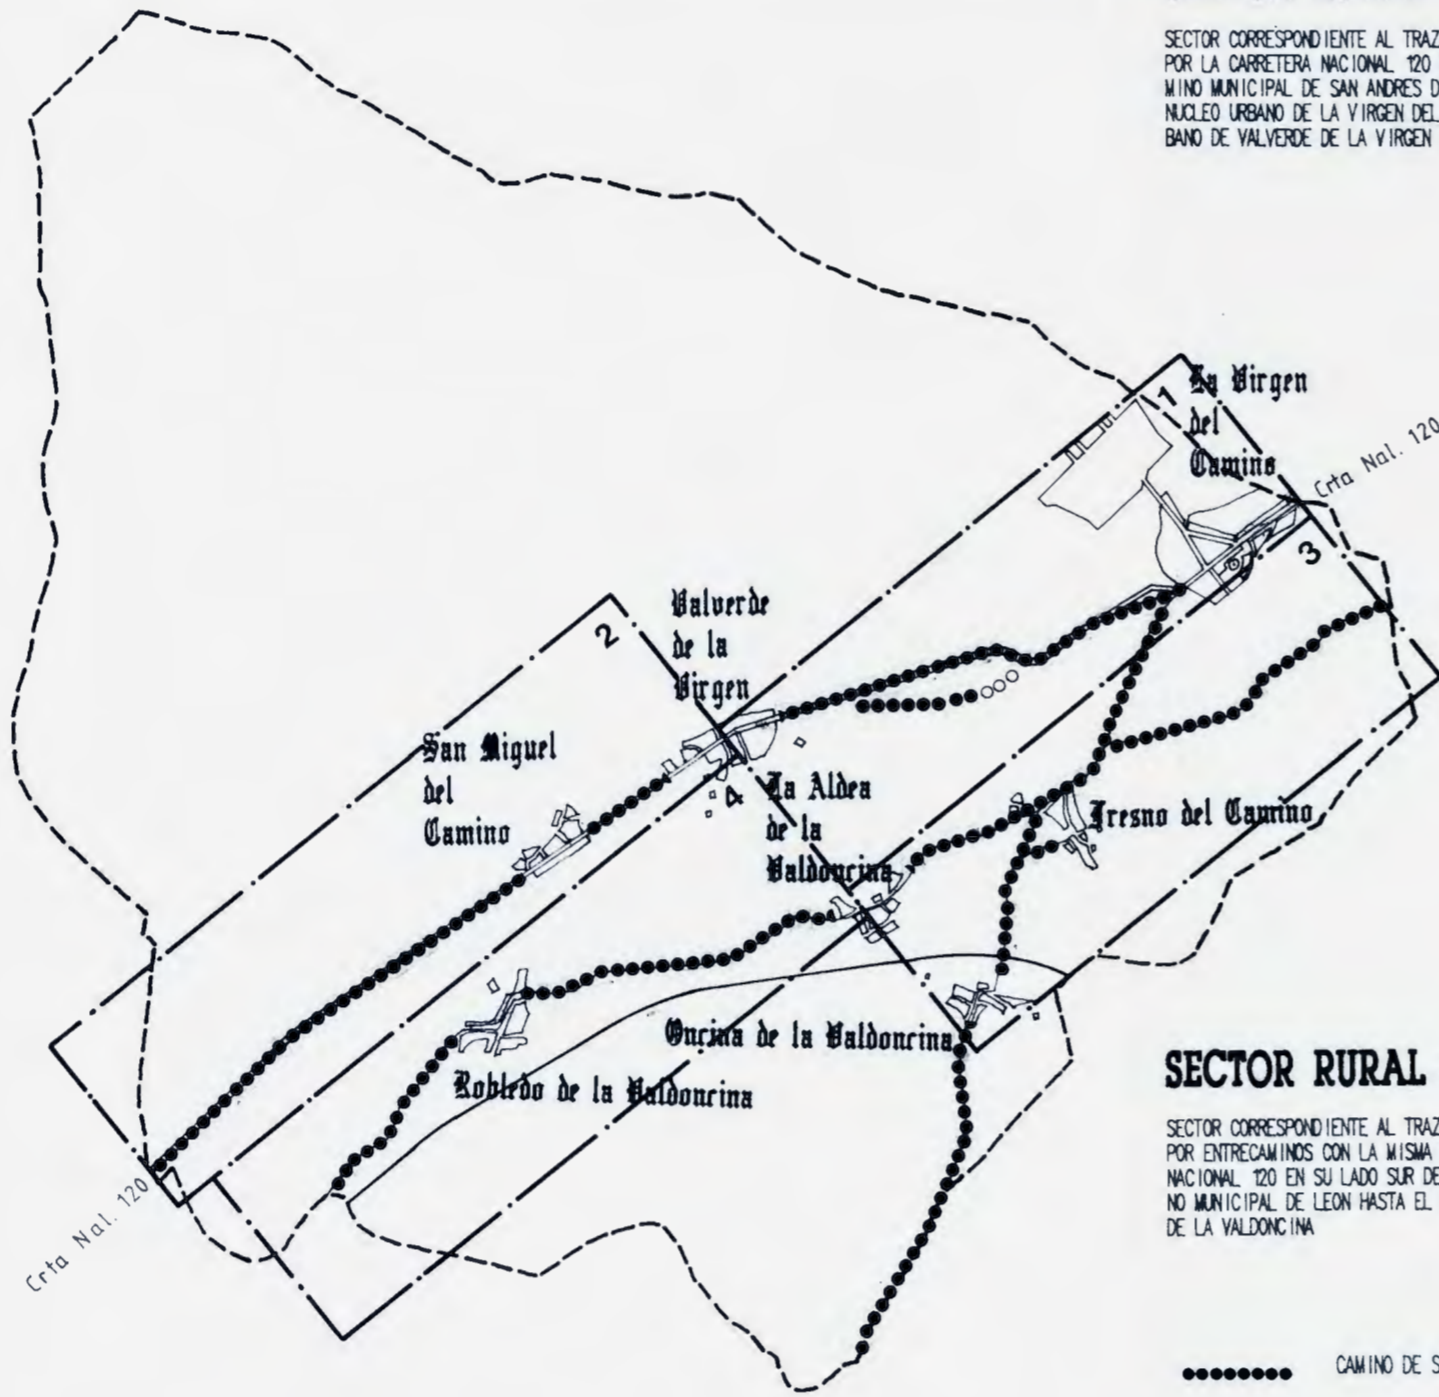 SECTOR CORRESPONDIENTE AL TRAZ
POR LA CARRETERA NACIONAL 120
MINO MUNICIPAL DE SAN ANDRES D
NUCLEO URBANO DE LA VIRGEN DEL
BANO DE VALVERDE DE LA VIRGEN
1
La Virgen
del
Camino
Crta Nal. 120
3
2
Valverde
de la
Virgen
San Miguel
del
Camino
4
La Aldea
de la
Valdoncina
Fresno del Camino
Oncina de la Valdoncina
Robledo de la Valdoncina
Crta Nal. 120
SECTOR RURAL
SECTOR CORRESPONDIENTE AL TRAZ
POR ENTRECAMINOS CON LA MISMA
NACIONAL 120 EN SU LADO SUR DE
NO MUNICIPAL DE LEON HASTA EL
DE LA VALDONCINA
CAMINO DE S